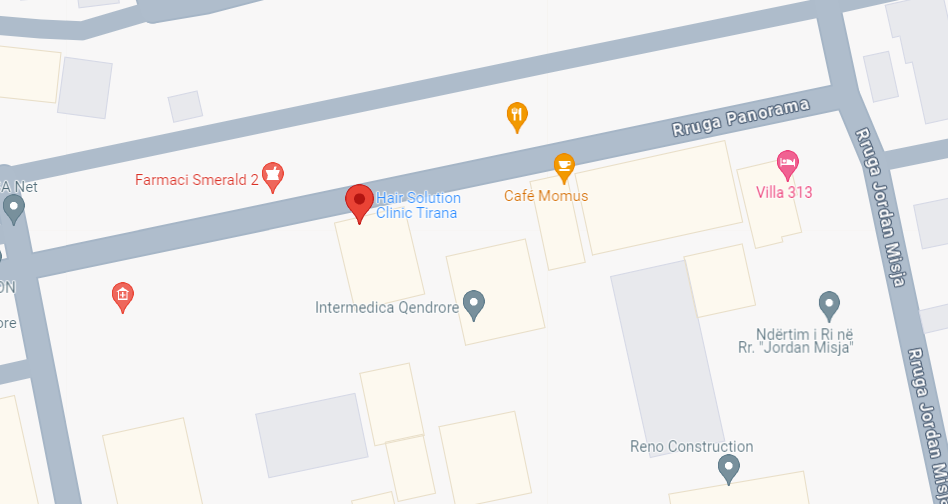 Rruga Panorama
Rruga Jordan Misja
A Net
Farmaci Smerald 2
Hair Solution
Clinic Tirana
Café Momus
Villa 313
ON
ore
Intermedica Qendrore
Ndërtim i Ri në
Rr. "Jordan Misja"
Rruga Jordan Misja
Reno Construction